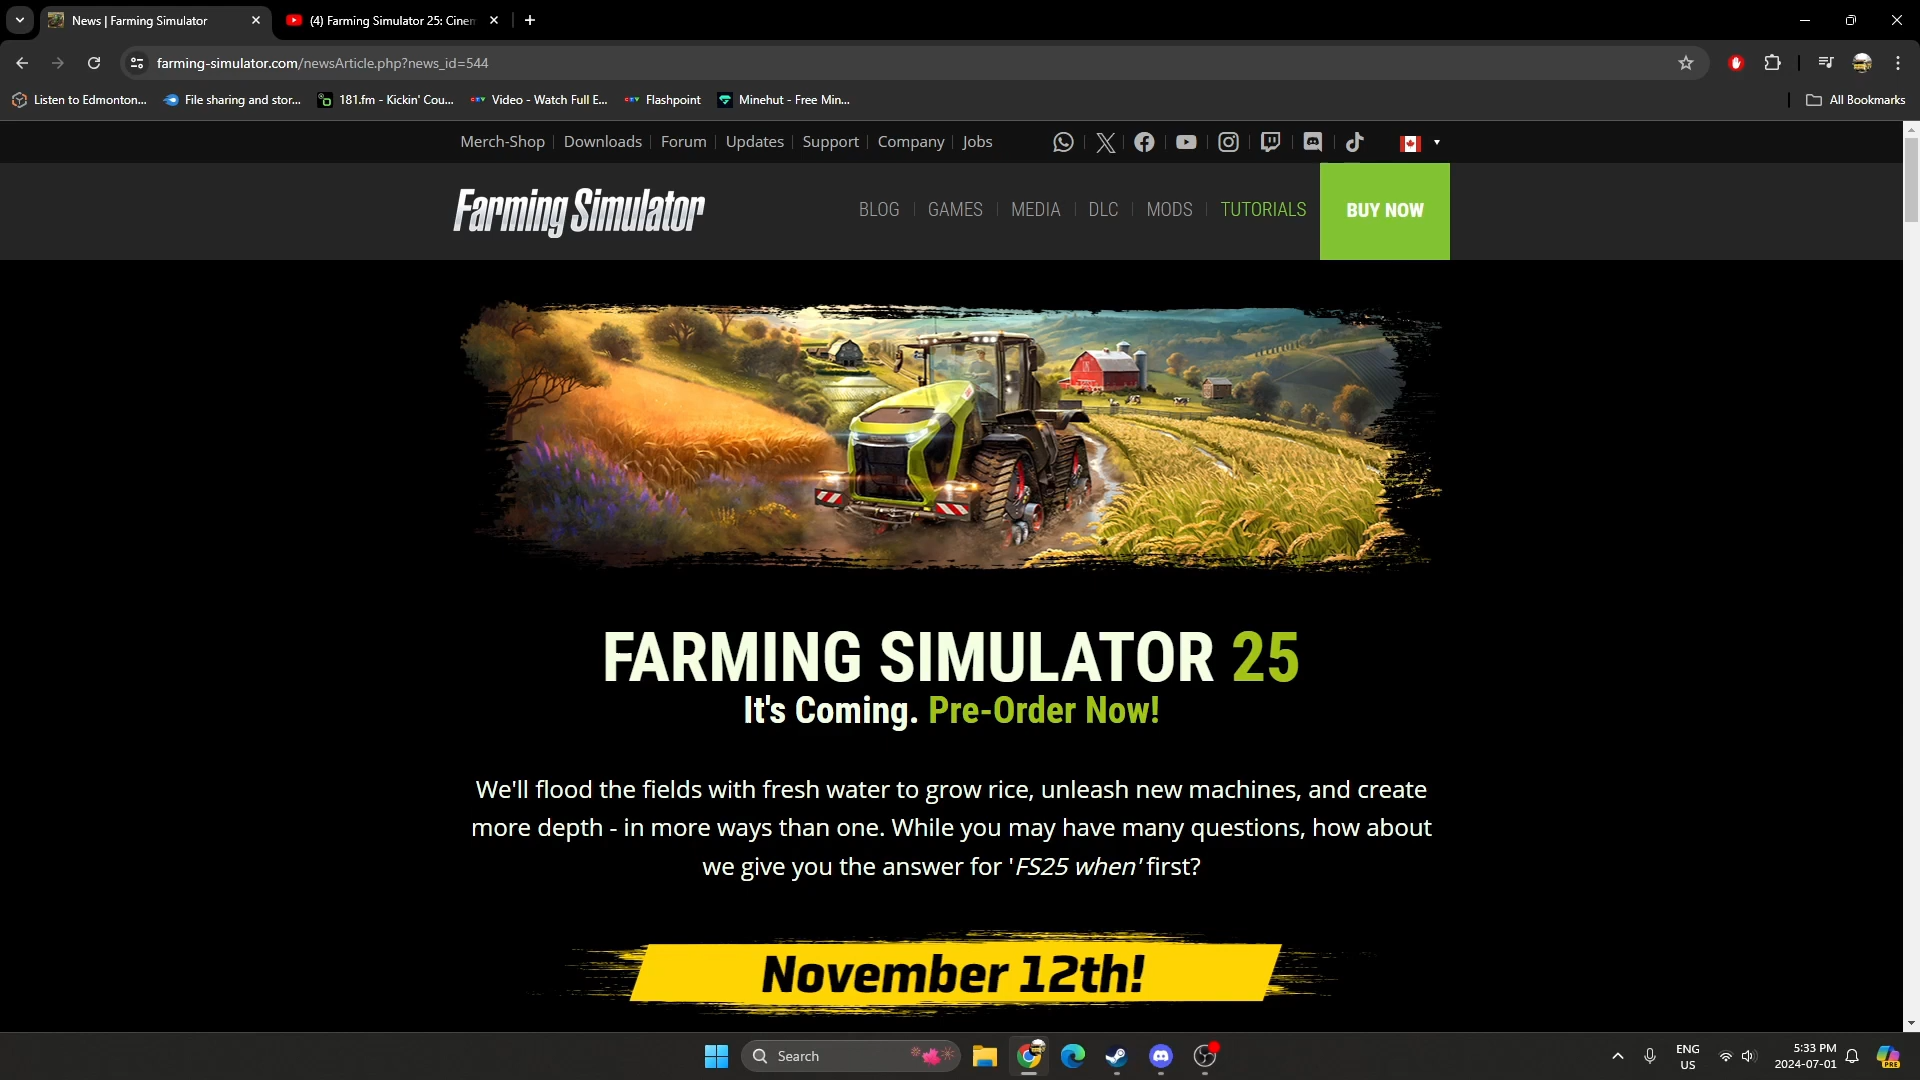 News | Farming Simulator
(4) Farming Simulator 25: Cinem
farming-simulator.com/newsArticle.php?news_id=544
Listen to Edmonton... File sharing and stor... 181.fm - Kickin' Cou... Video - Watch Full E... Flashpoint Minehut - Free Min... All Bookmarks
Merch-Shop Downloads Forum Updates Support Company Jobs
Farming Simulator
BLOG GAMES MEDIA DLC MODS TUTORIALS BUY NOW
FARMING SIMULATOR 25
It's Coming. Pre-Order Now!
We'll flood the fields with fresh water to grow rice, unleash new machines, and create
more depth - in more ways than one. While you may have many questions, how about
we give you the answer for 'FS25 when' first?
November 12th!
Search
ENG
US
5:33 PM
2024-07-01
PRE